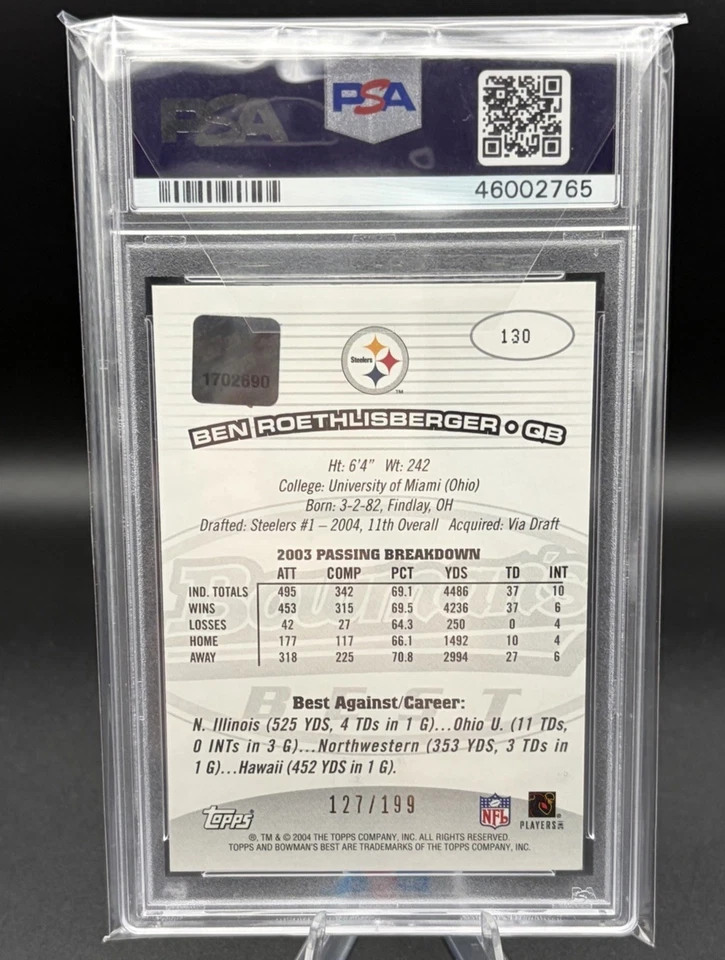 PSA
PSA
46002765
1702690
Steelers
TM
130
BEN ROETHLISBERGER • QB
Ht: 6'4" Wt: 242
College: University of Miami (Ohio)
Born: 3-2-82, Findlay, OH
Drafted: Steelers #1 – 2004, 11th Overall Acquired: Via Draft
2003 PASSING BREAKDOWN
ATT COMP PCT YDS TD INT
IND. TOTALS 495 342 69.1 4486 37 10
WINS 453 315 69.5 4236 37 6
LOSSES 42 27 64.3 250 0 4
HOME 177 117 66.1 1492 10 4
AWAY 318 225 70.8 2994 27 6
Bowman's
BEST
Best Against/Career:
N. Illinois (525 YDS, 4 TDs in 1 G)...Ohio U. (11 TDs,
0 INTs in 3 G)...Northwestern (353 YDS, 3 TDs in
1 G)...Hawaii (452 YDS in 1 G).
Topps
127/199
NFL
PLAYERS INC
®, TM & © 2004 THE TOPPS COMPANY, INC. ALL RIGHTS RESERVED.
TOPPS AND BOWMAN'S BEST ARE TRADEMARKS OF THE TOPPS COMPANY, INC.
PSA